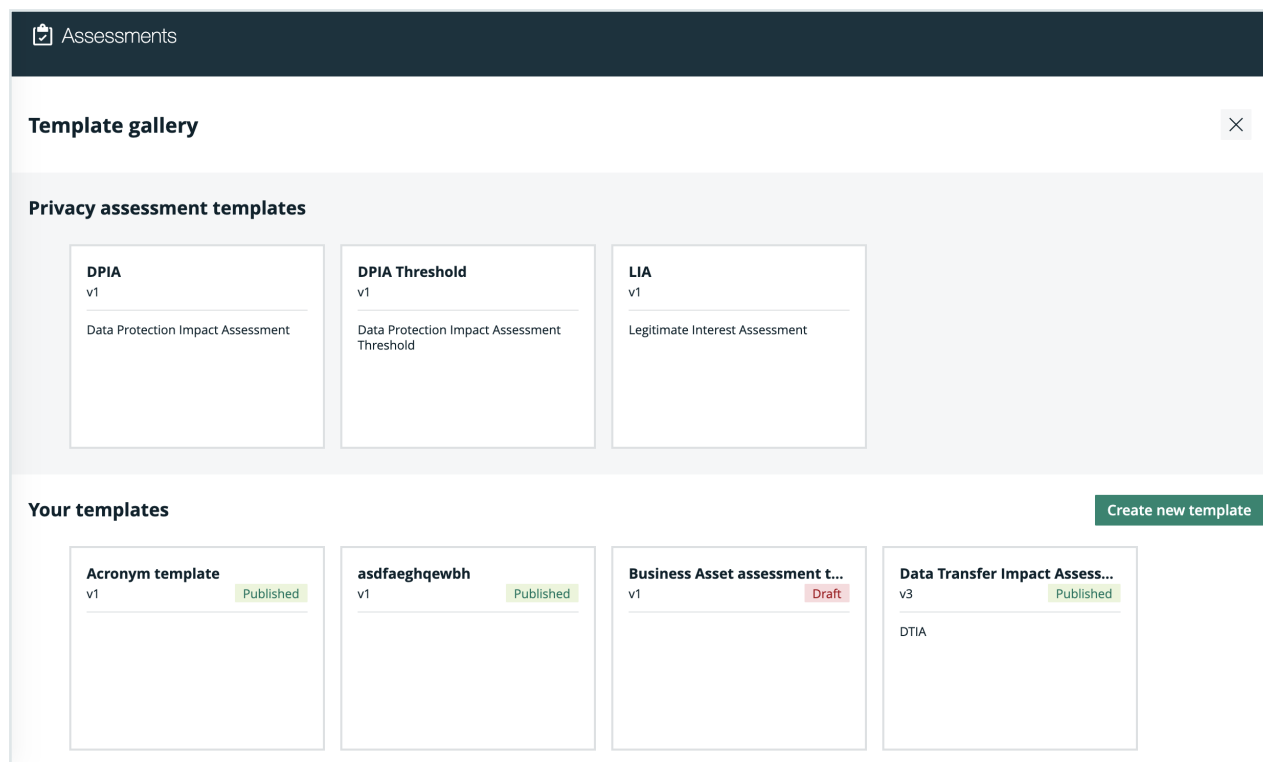 Assessments
Template gallery
Privacy assessment templates
DPIA
v1
Data Protection Impact Assessment
DPIA Threshold
v1
Data Protection Impact Assessment
Threshold
LIA
v1
Legitimate Interest Assessment
Your templates
Create new template
Acronym template
v1
Published
asdfaeghqewbh
v1
Published
Business Asset assessment t...
v1
Draft
Data Transfer Impact Assess...
v3
Published
DTIA